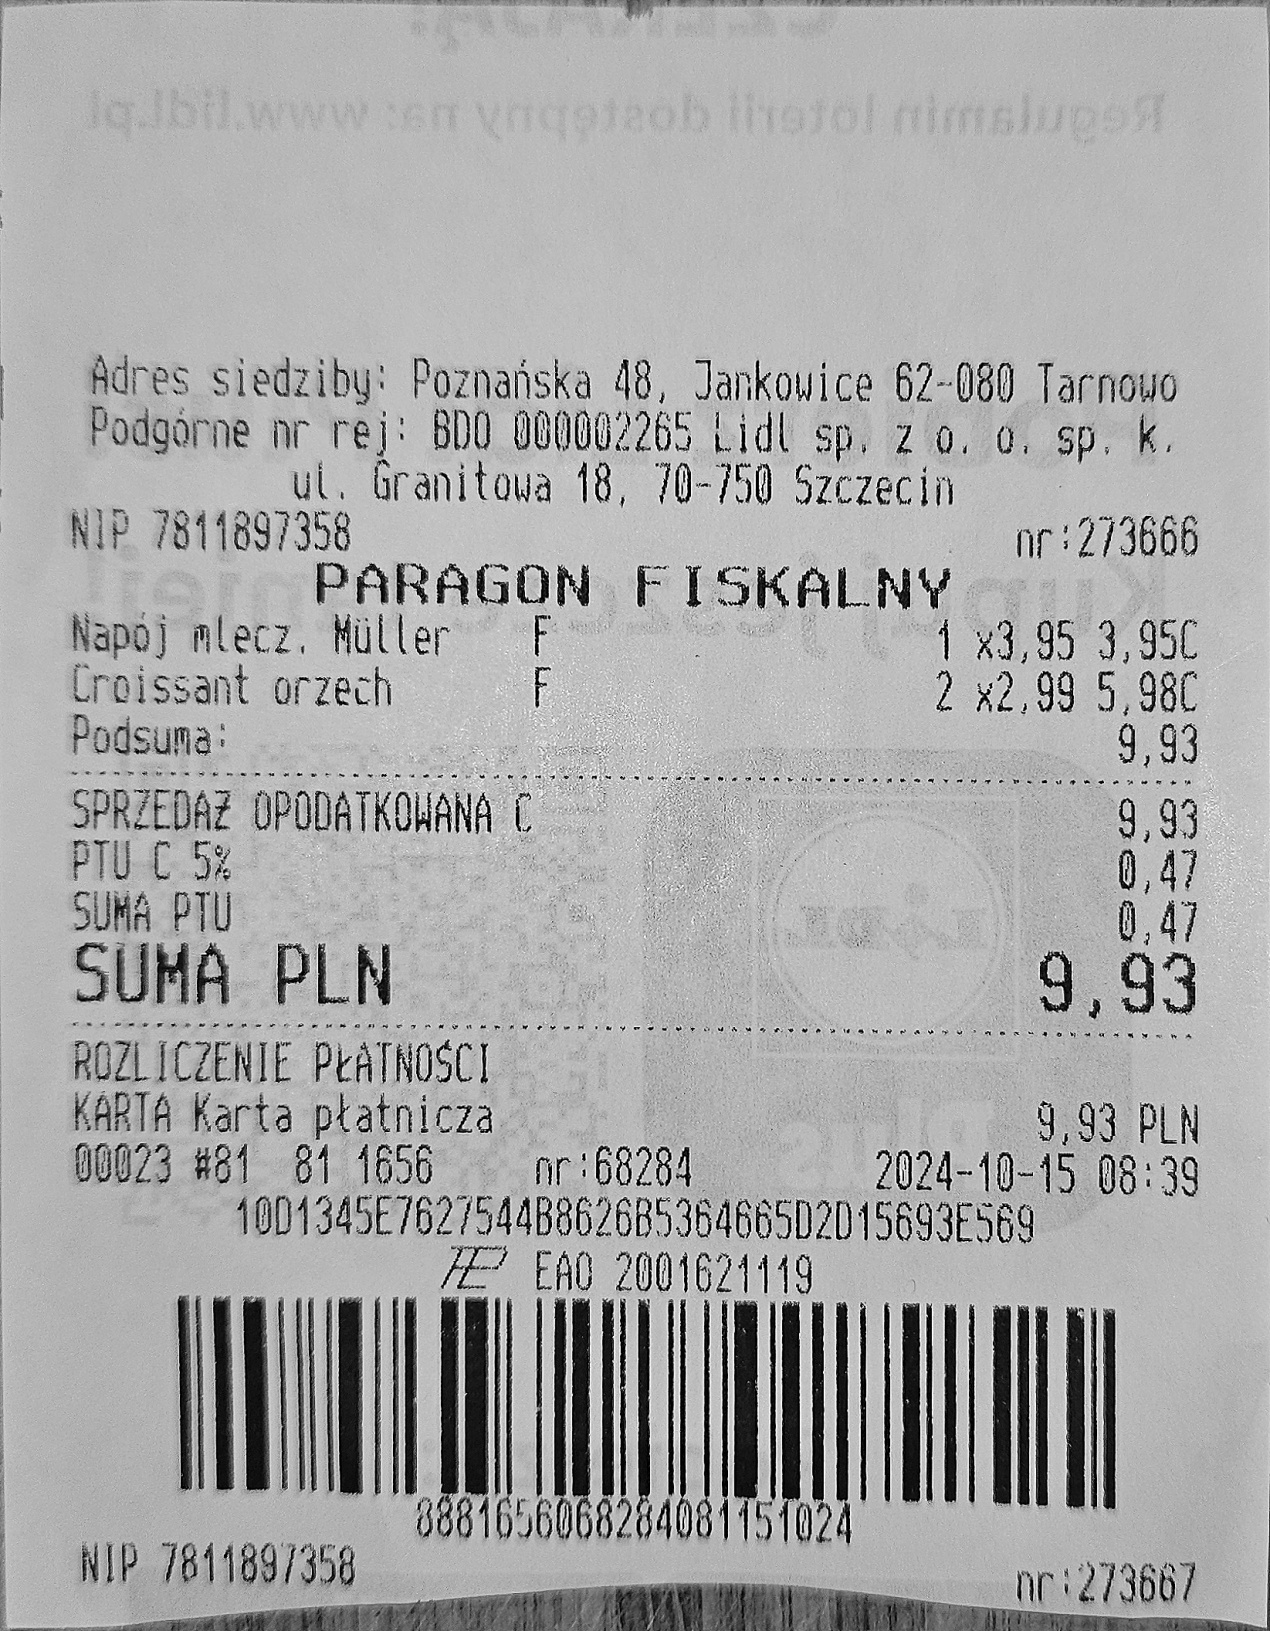 Regulamin loterii dostępny na: www.lidl.pl
Adres siedziby: Poznańska 48, Jankowice 62-080 Tarnowo
Podgórne nr rej: BDO 000002265 Lidl sp. z o. o. sp. k.
ul. Granitowa 18, 70-750 Szczecin
NIP 7811897358 nr:273666
PARAGON FISKALNY
Napój mlecz. Müller F 1 x3,95 3,95C
Croissant orzech F 2 x2,99 5,98C
Podsuma: 9,93
SPRZEDAŻ OPODATKOWANA C 9,93
PTU C 5% 0,47
SUMA PTU 0,47
SUMA PLN 9,93
ROZLICZENIE PŁATNOŚCI
KARTA Karta płatnicza 9,93 PLN
00023 #81 81 1656 nr:68284 2024-10-15 08:39
10D1345E7627544B8626B5364665D2D15693E569
EAO 2001621119
8881656068284081151024
NIP 7811897358 nr:273667